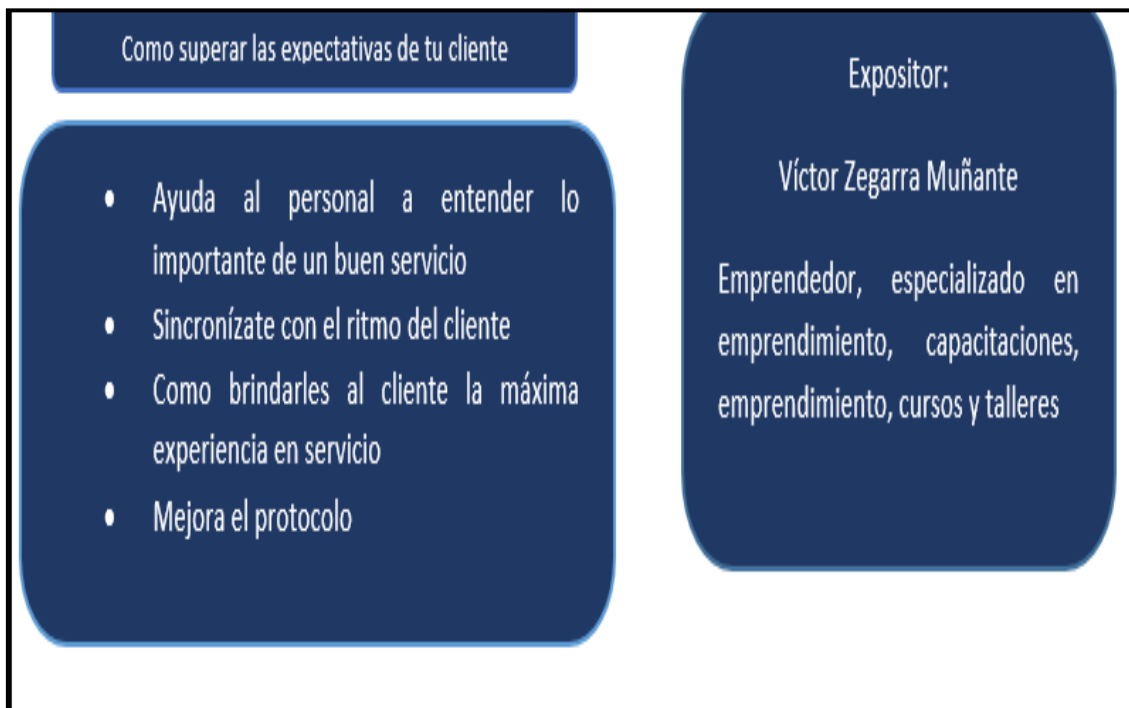 Como superar las expectativas de tu cliente
• Ayuda al personal a entender lo
importante de un buen servicio
• Sincronízate con el ritmo del cliente
• Como brindarles al cliente la máxima
experiencia en servicio
• Mejora el protocolo
Expositor:
Víctor Zegarra Muñante
Emprendedor, especializado en
emprendimiento, capacitaciones,
emprendimiento, cursos y talleres